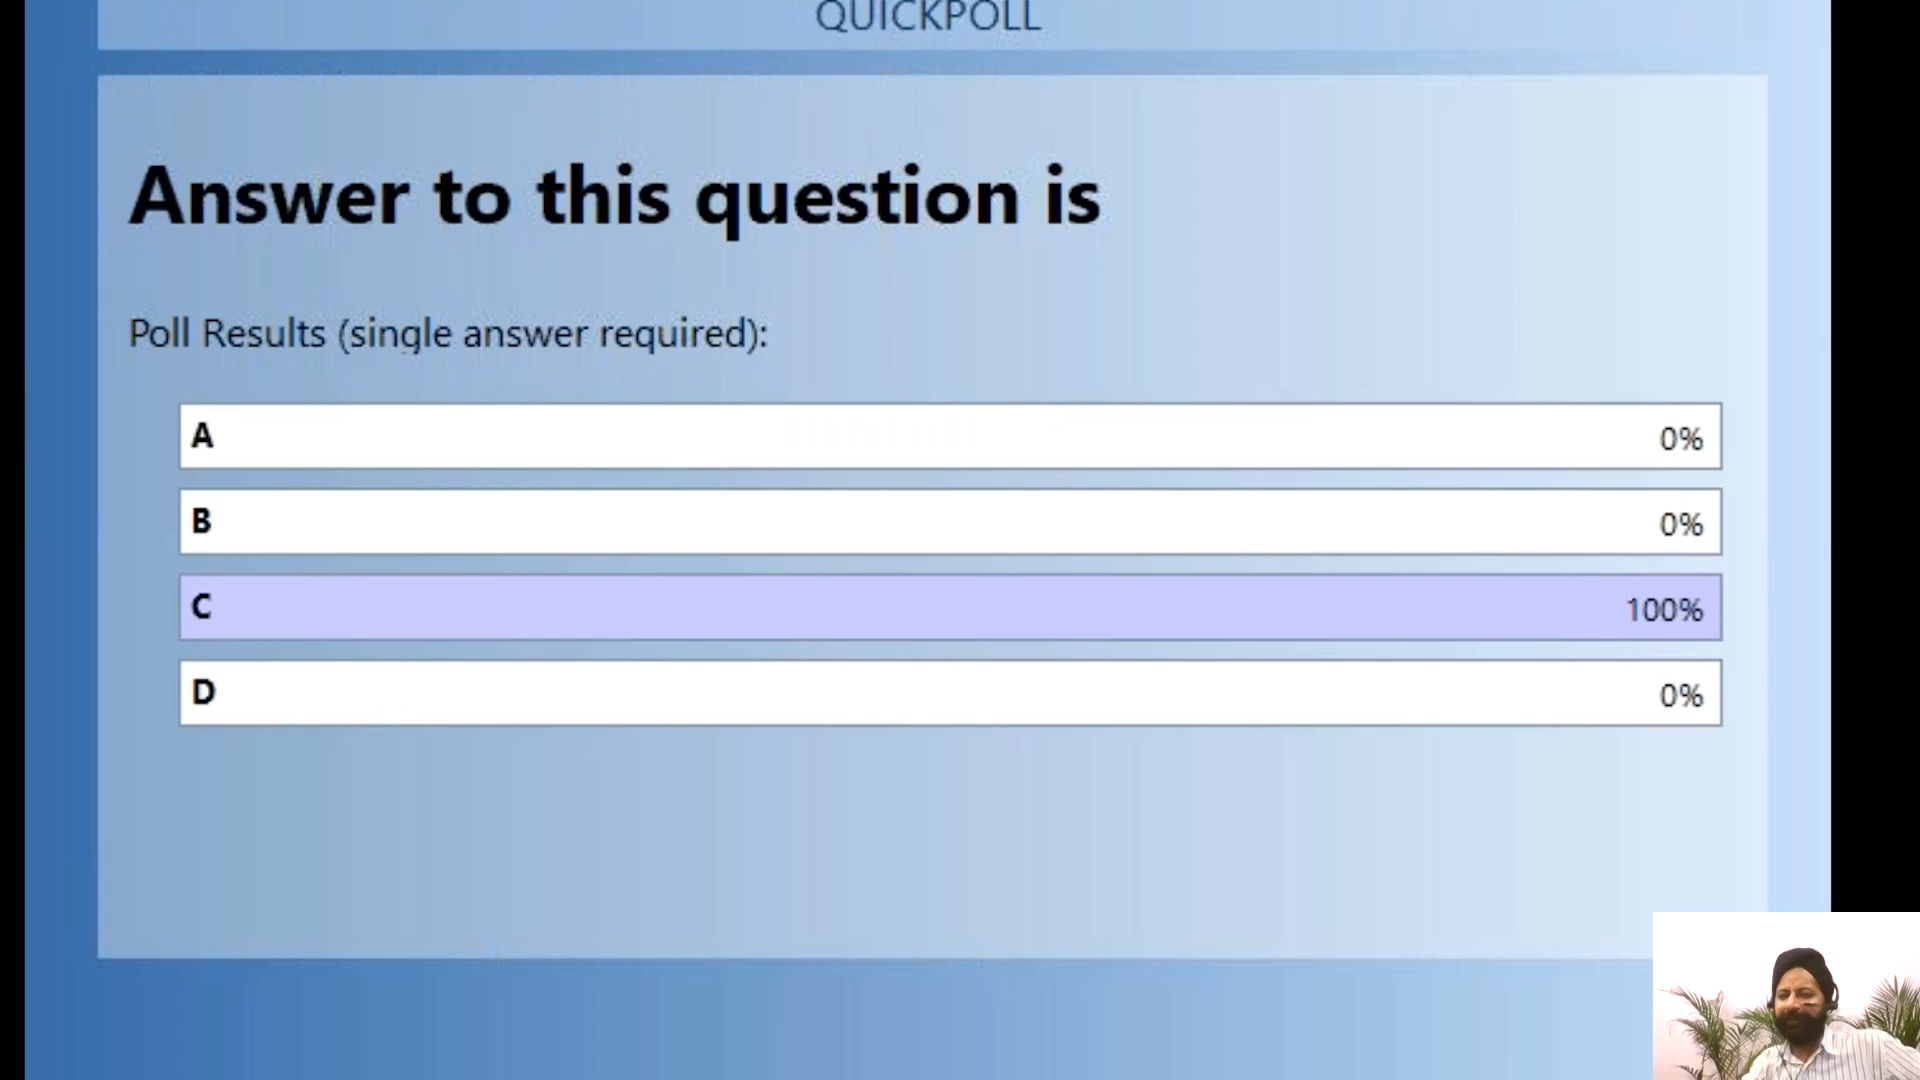 QUICKPOLL
Answer to this question is
Poll Results (single answer required):
A 0%
B 0%
C 100%
D 0%